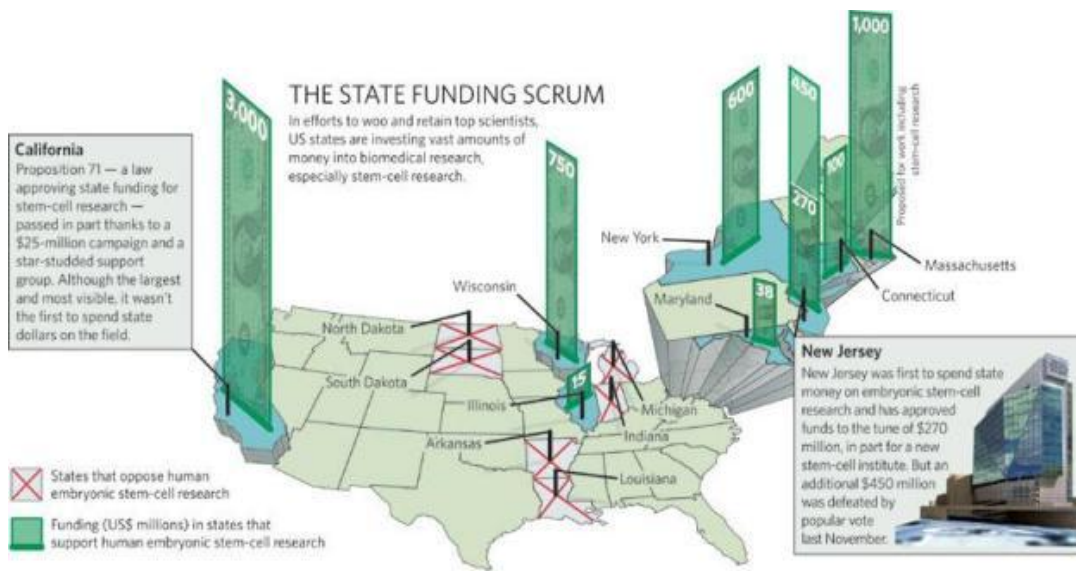 THE STATE FUNDING SCRUM
In efforts to woo and retain top scientists,
US states are investing vast amounts of
money into biomedical research,
especially stem-cell research.
California
Proposition 71 — a law
approving state funding for
stem-cell research —
passed in part thanks to a
$25-million campaign and a
star-studded support
group. Although the largest
and most visible, it wasn't
the first to spend state
dollars on the field.
3,000
750
15
600
450
270
100
38
1,000
Proposed for work including
stem-cell research
New York
Massachusetts
Connecticut
Maryland
Wisconsin
North Dakota
South Dakota
Illinois
Michigan
Indiana
Arkansas
Louisiana
New Jersey
New Jersey was first to spend state
money on embryonic stem-cell
research and has approved
funds to the tune of $270
million, in part for a new
stem-cell institute. But an
additional $450 million
was defeated by
popular vote
last November.
States that oppose human
embryonic stem-cell research
Funding (US$ millions) in states that
support human embryonic stem-cell research